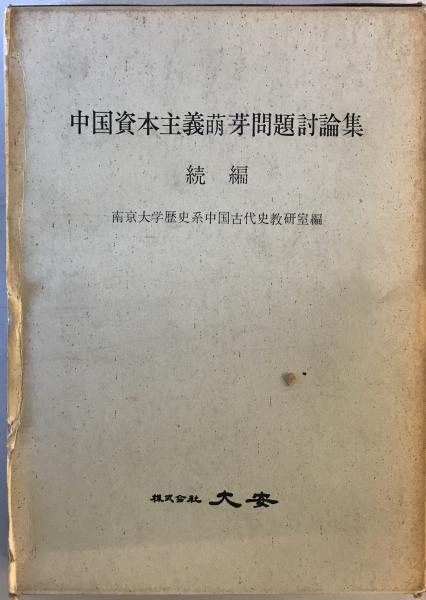 中国資本主義萌芽問題討論集
続編
南京大学歴史系中国古代史教研室編
株式会社 大安